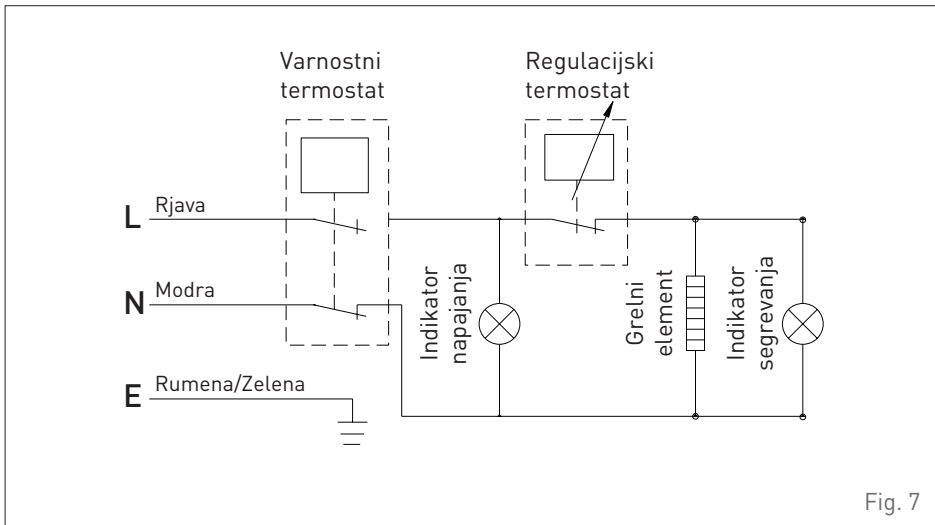 Varnostni
termostat
Regulacijski
termostat
L Rjava
N Modra
E Rumena/Zelena
Indikator
napajanja
Grelni
element
Indikator
segrevanja
Fig. 7